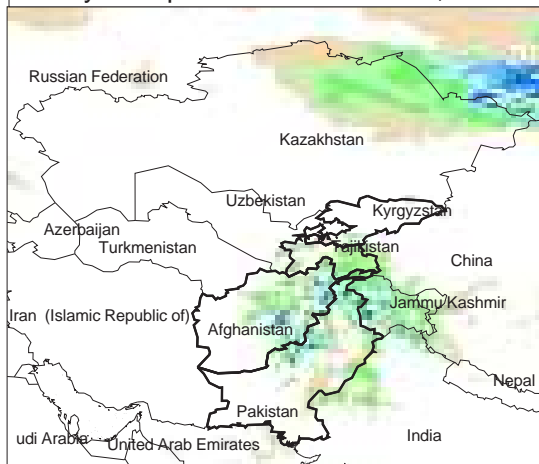 Russian Federation
Kazakhstan
Uzbekistan
Kyrgyzstan
Azerbaijan
Turkmenistan
Tajikistan
China
Iran (Islamic Republic of)
Jammu Kashmir
Afghanistan
Nepal
Pakistan
udi Arabia
United Arab Emirates
India